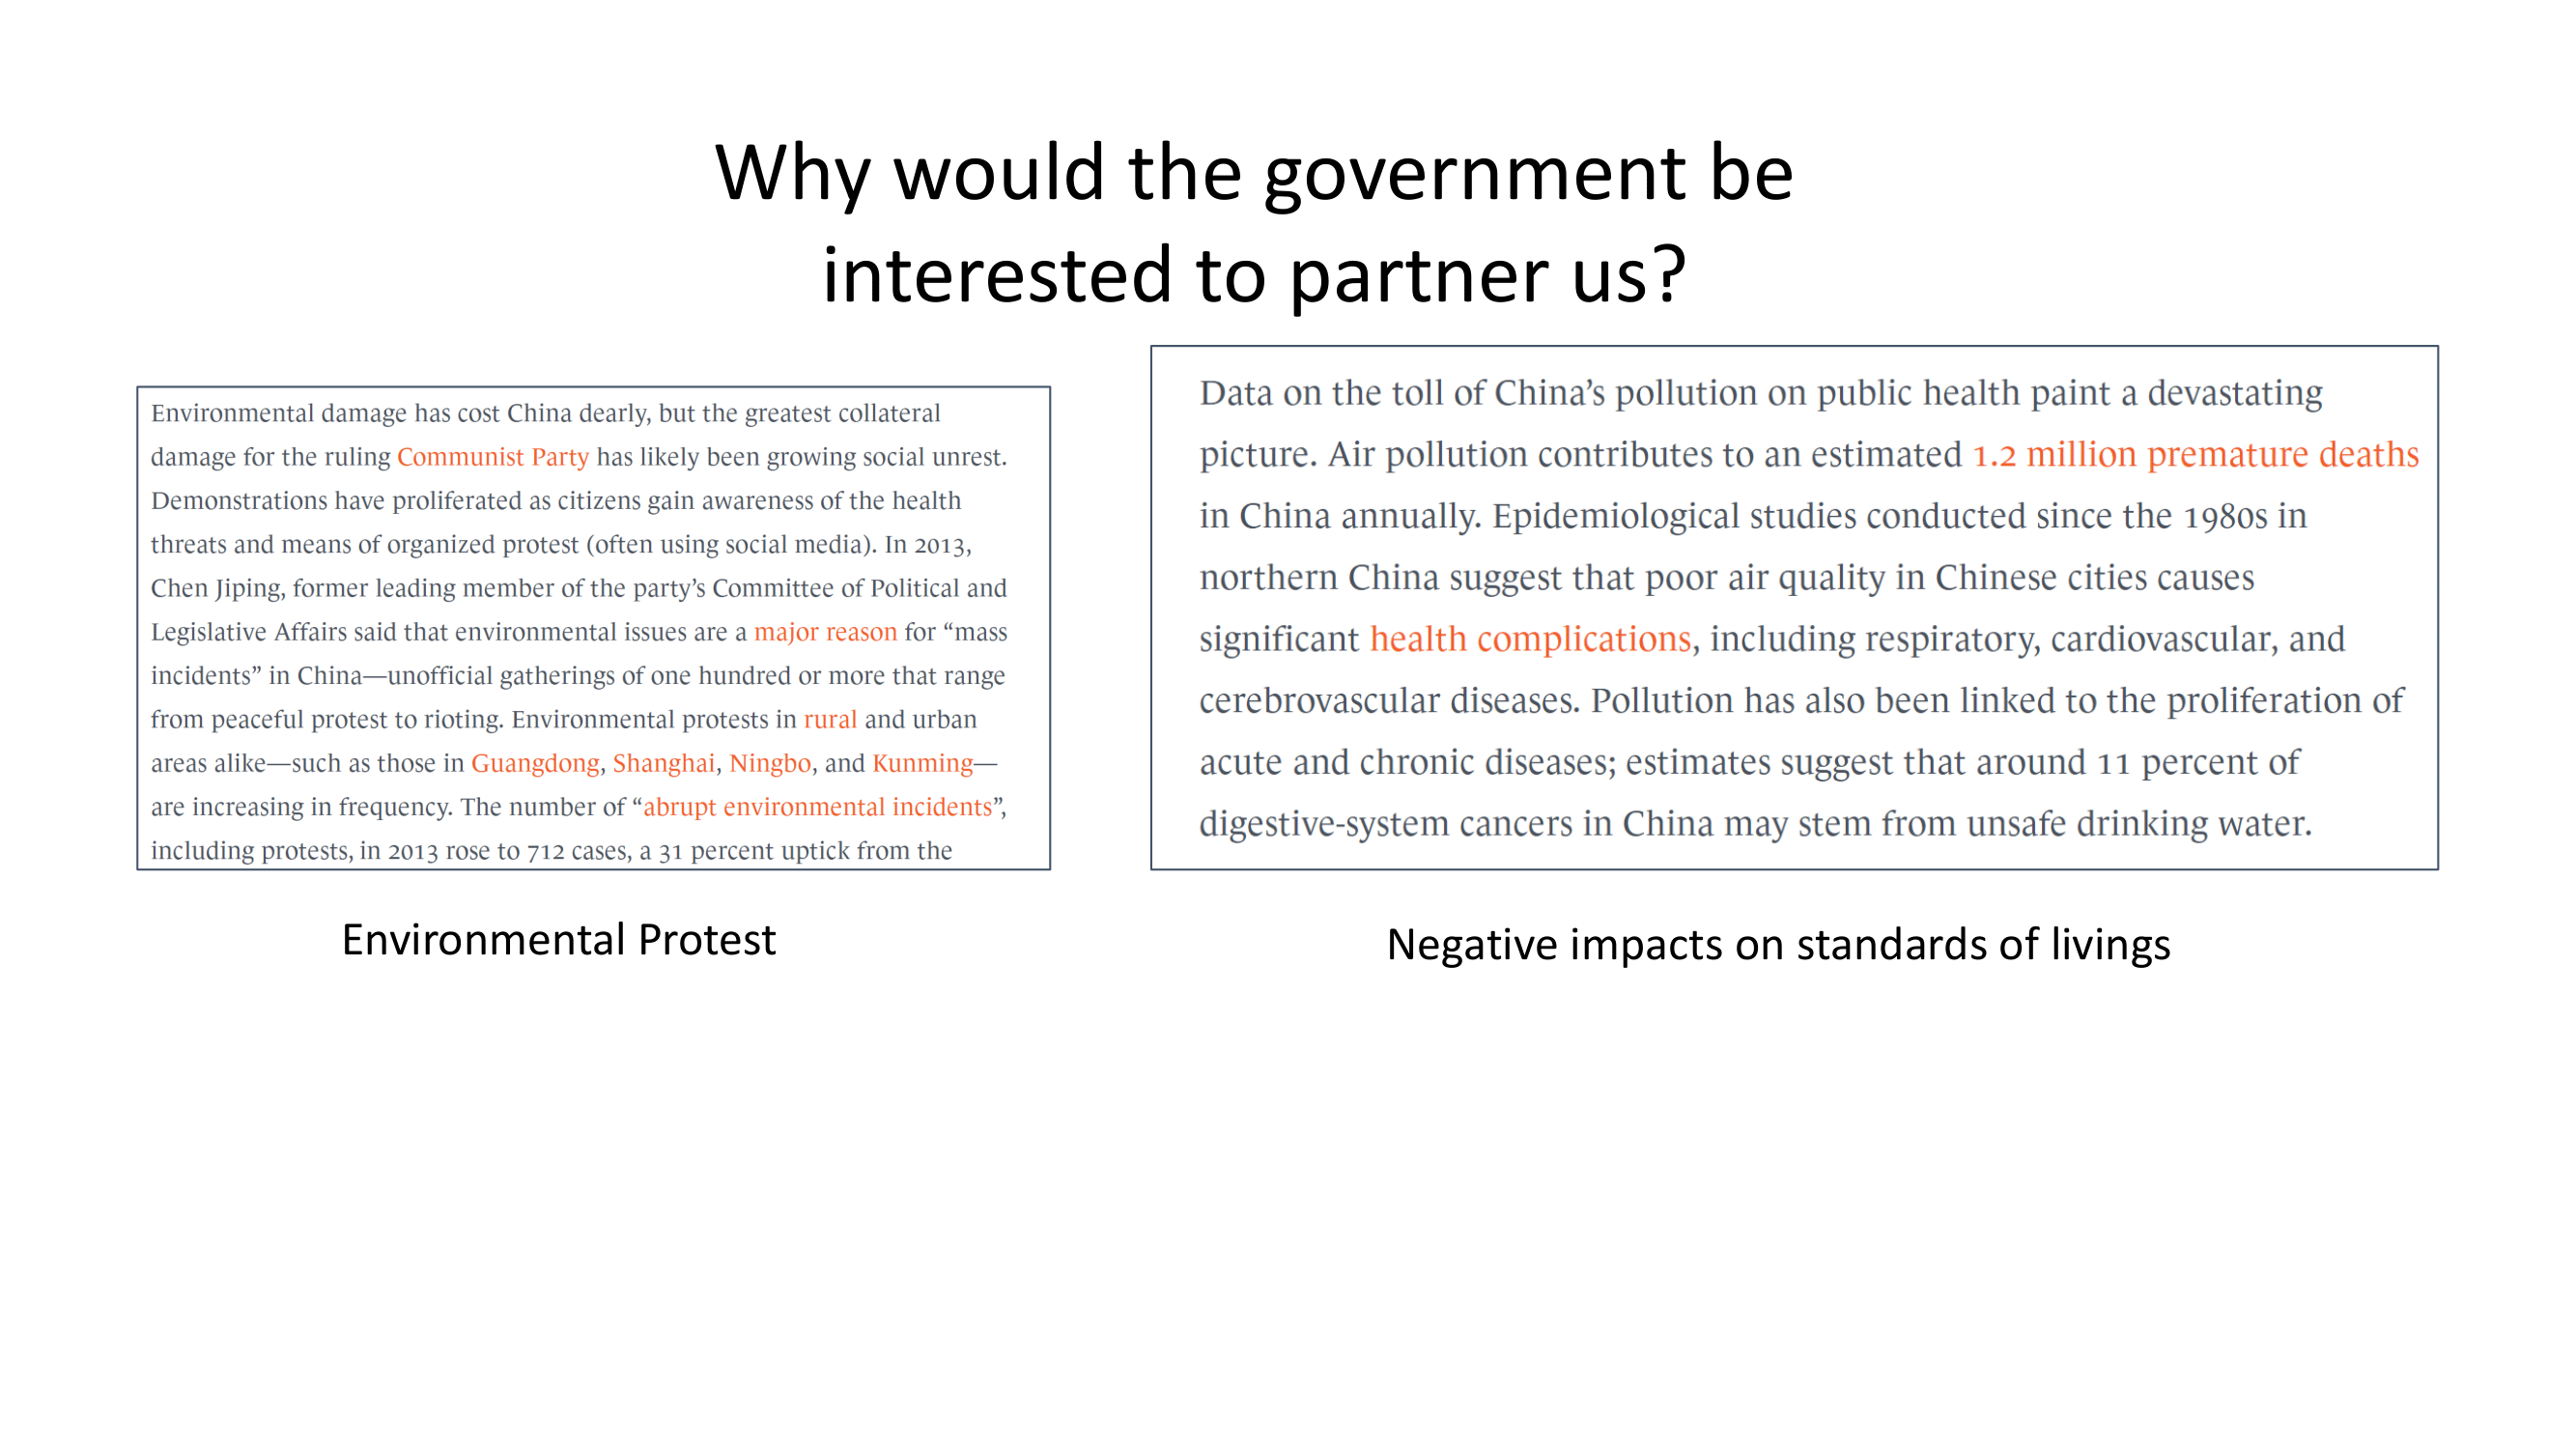 Why would the government be
interested to partner us?
Environmental damage has cost China dearly, but the greatest collateral
damage for the ruling Communist Party has likely been growing social unrest.
Demonstrations have proliferated as citizens gain awareness of the health
threats and means of organized protest (often using social media). In 2013,
Chen Jiping, former leading member of the party’s Committee of Political and
Legislative Affairs said that environmental issues are a major reason for “mass
incidents” in China—unofficial gatherings of one hundred or more that range
from peaceful protest to rioting. Environmental protests in rural and urban
areas alike—such as those in Guangdong, Shanghai, Ningbo, and Kunming—
are increasing in frequency. The number of “abrupt environmental incidents”,
including protests, in 2013 rose to 712 cases, a 31 percent uptick from the
Environmental Protest
Data on the toll of China’s pollution on public health paint a devastating
picture. Air pollution contributes to an estimated 1.2 million premature deaths
in China annually. Epidemiological studies conducted since the 1980s in
northern China suggest that poor air quality in Chinese cities causes
significant health complications, including respiratory, cardiovascular, and
cerebrovascular diseases. Pollution has also been linked to the proliferation of
acute and chronic diseases; estimates suggest that around 11 percent of
digestive-system cancers in China may stem from unsafe drinking water.
Negative impacts on standards of livings